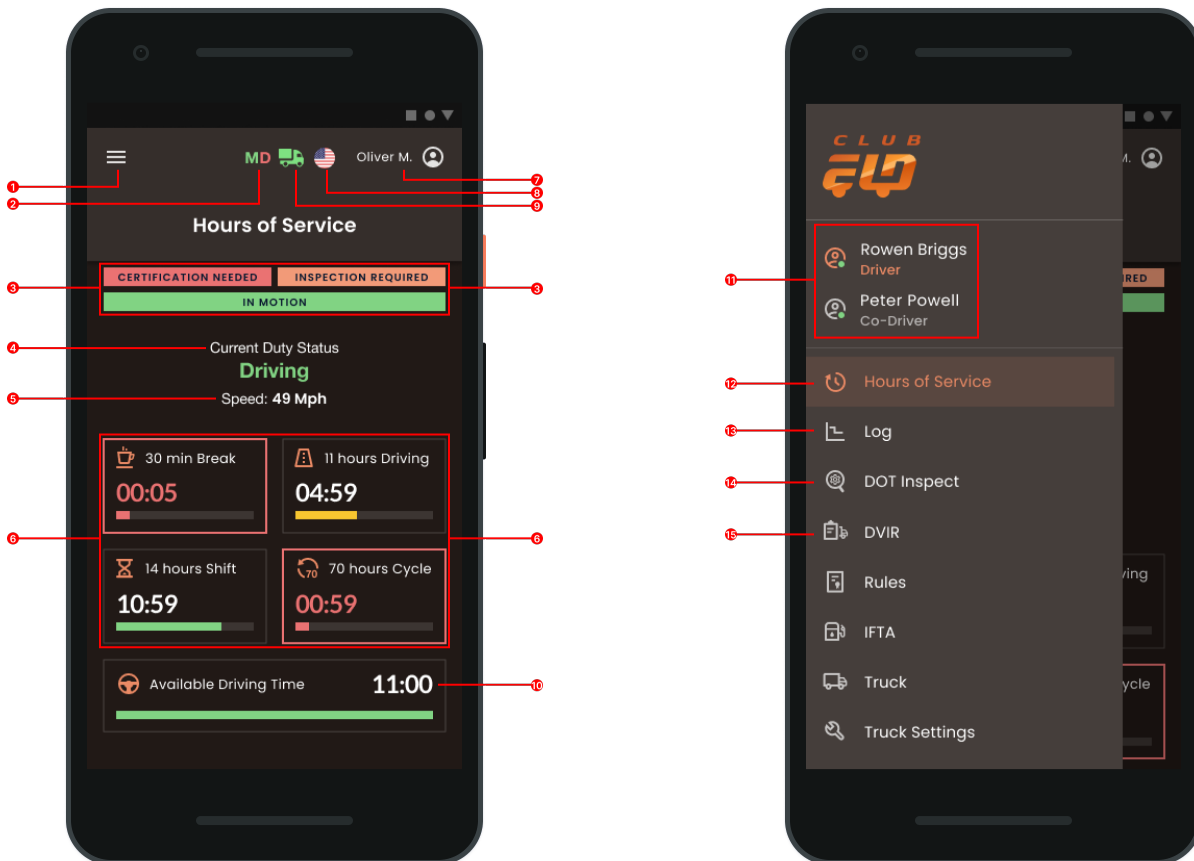 MD
Oliver M.
1
2
7
8
9
Hours of Service
CERTIFICATION NEEDED
INSPECTION REQUIRED
3
3
IN MOTION
4
Current Duty Status
Driving
5
Speed: 49 Mph
30 min Break
00:05
11 hours Driving
04:59
6
6
14 hours Shift
10:59
70
70 hours Cycle
00:59
Available Driving Time
11:00
10
CLUB
ELD
M.
11
Rowen Briggs
Driver
Peter Powell
Co-Driver
IRED
12
Hours of Service
13
Log
14
DOT Inspect
15
DVIR
Rules
ving
IFTA
Truck
ycle
Truck Settings